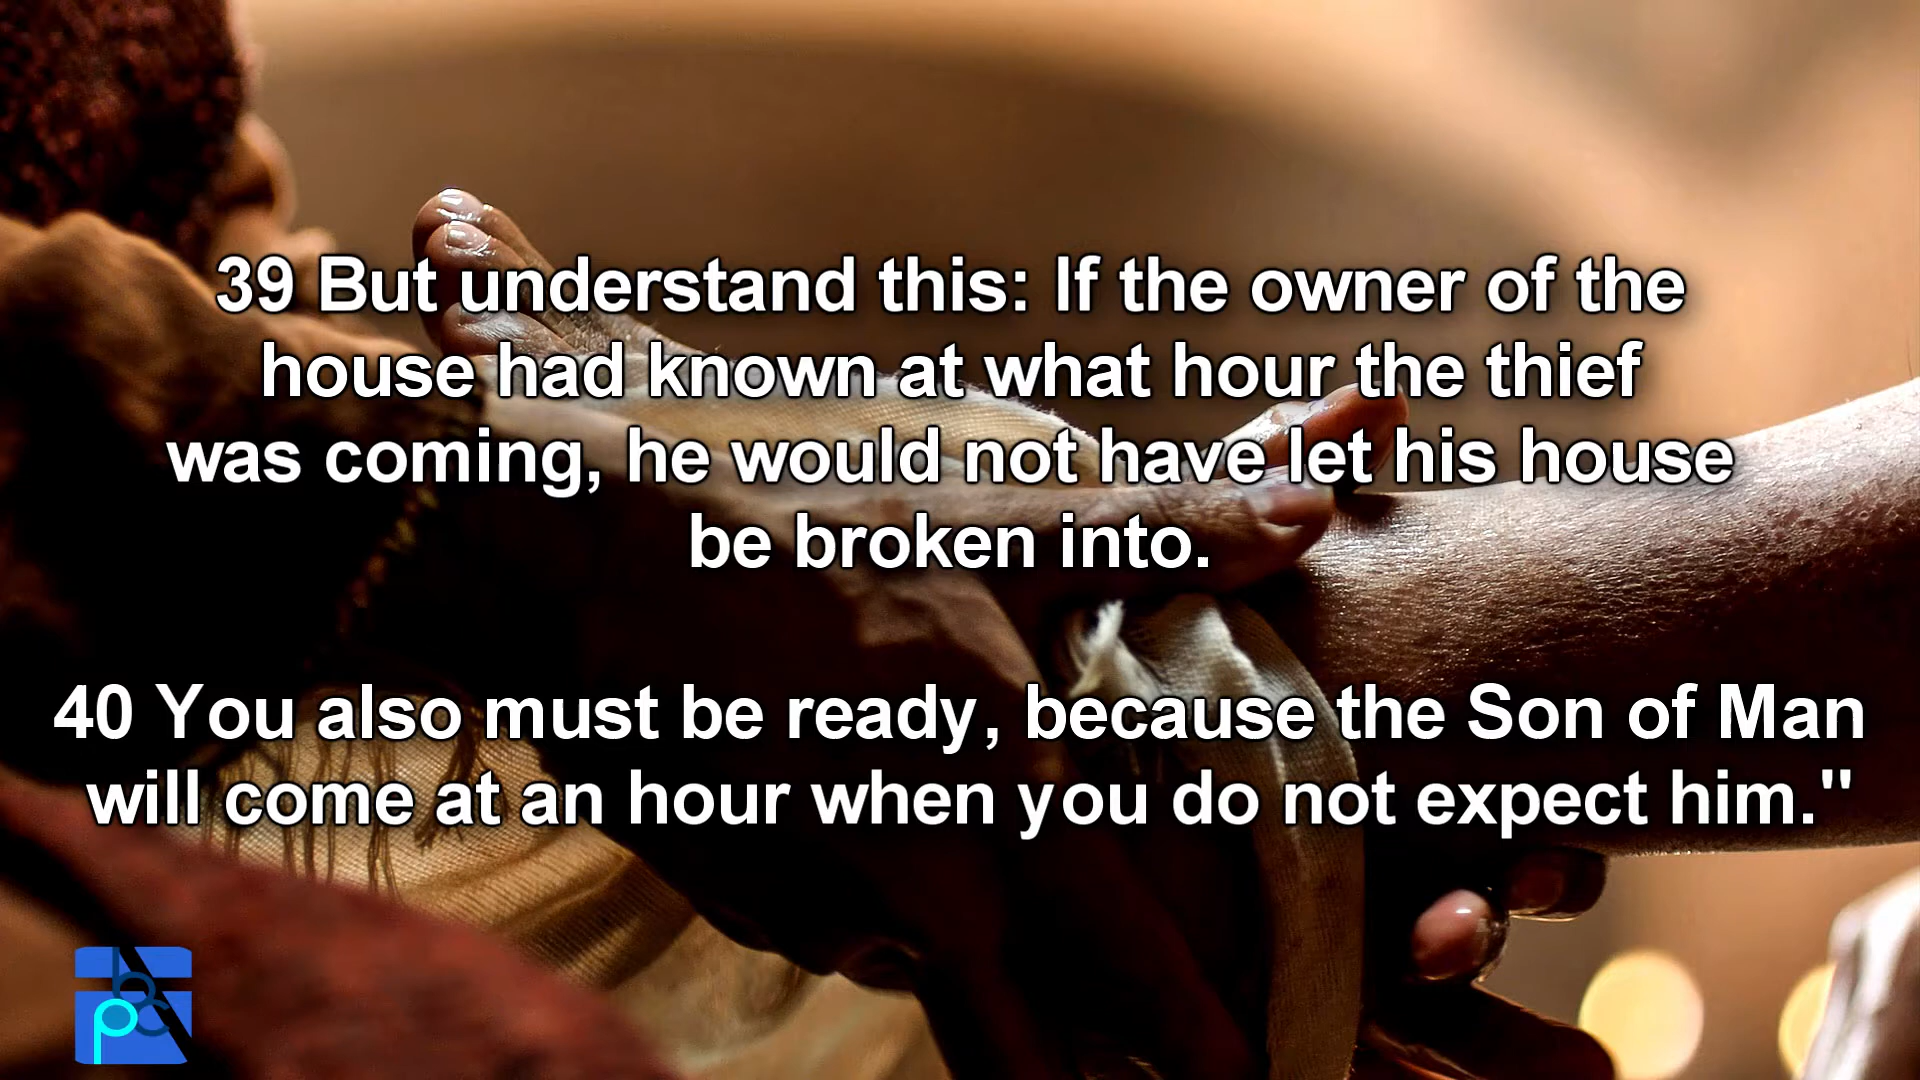 39 But understand this: If the owner of the
house had known at what hour the thief
was coming, he would not have let his house
be broken into.
40 You also must be ready, because the Son of Man
will come at an hour when you do not expect him."